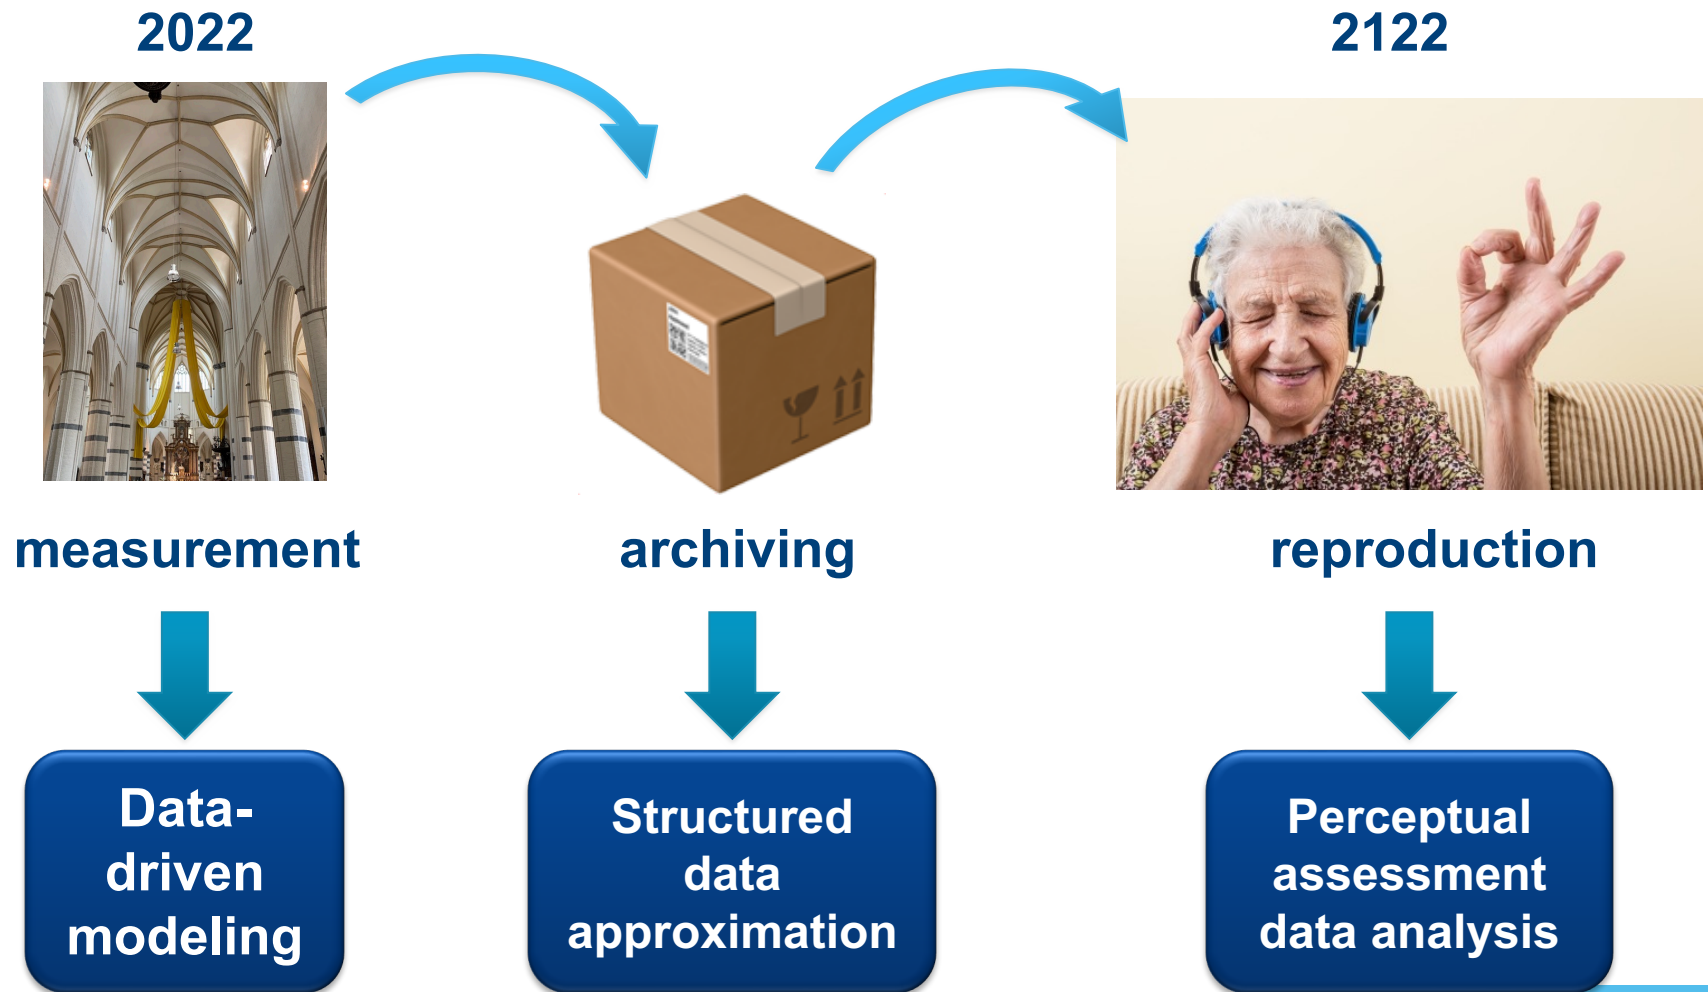 2022
2122
measurement
archiving
reproduction
Data-
driven
modeling
Structured
data
approximation
Perceptual
assessment
data analysis